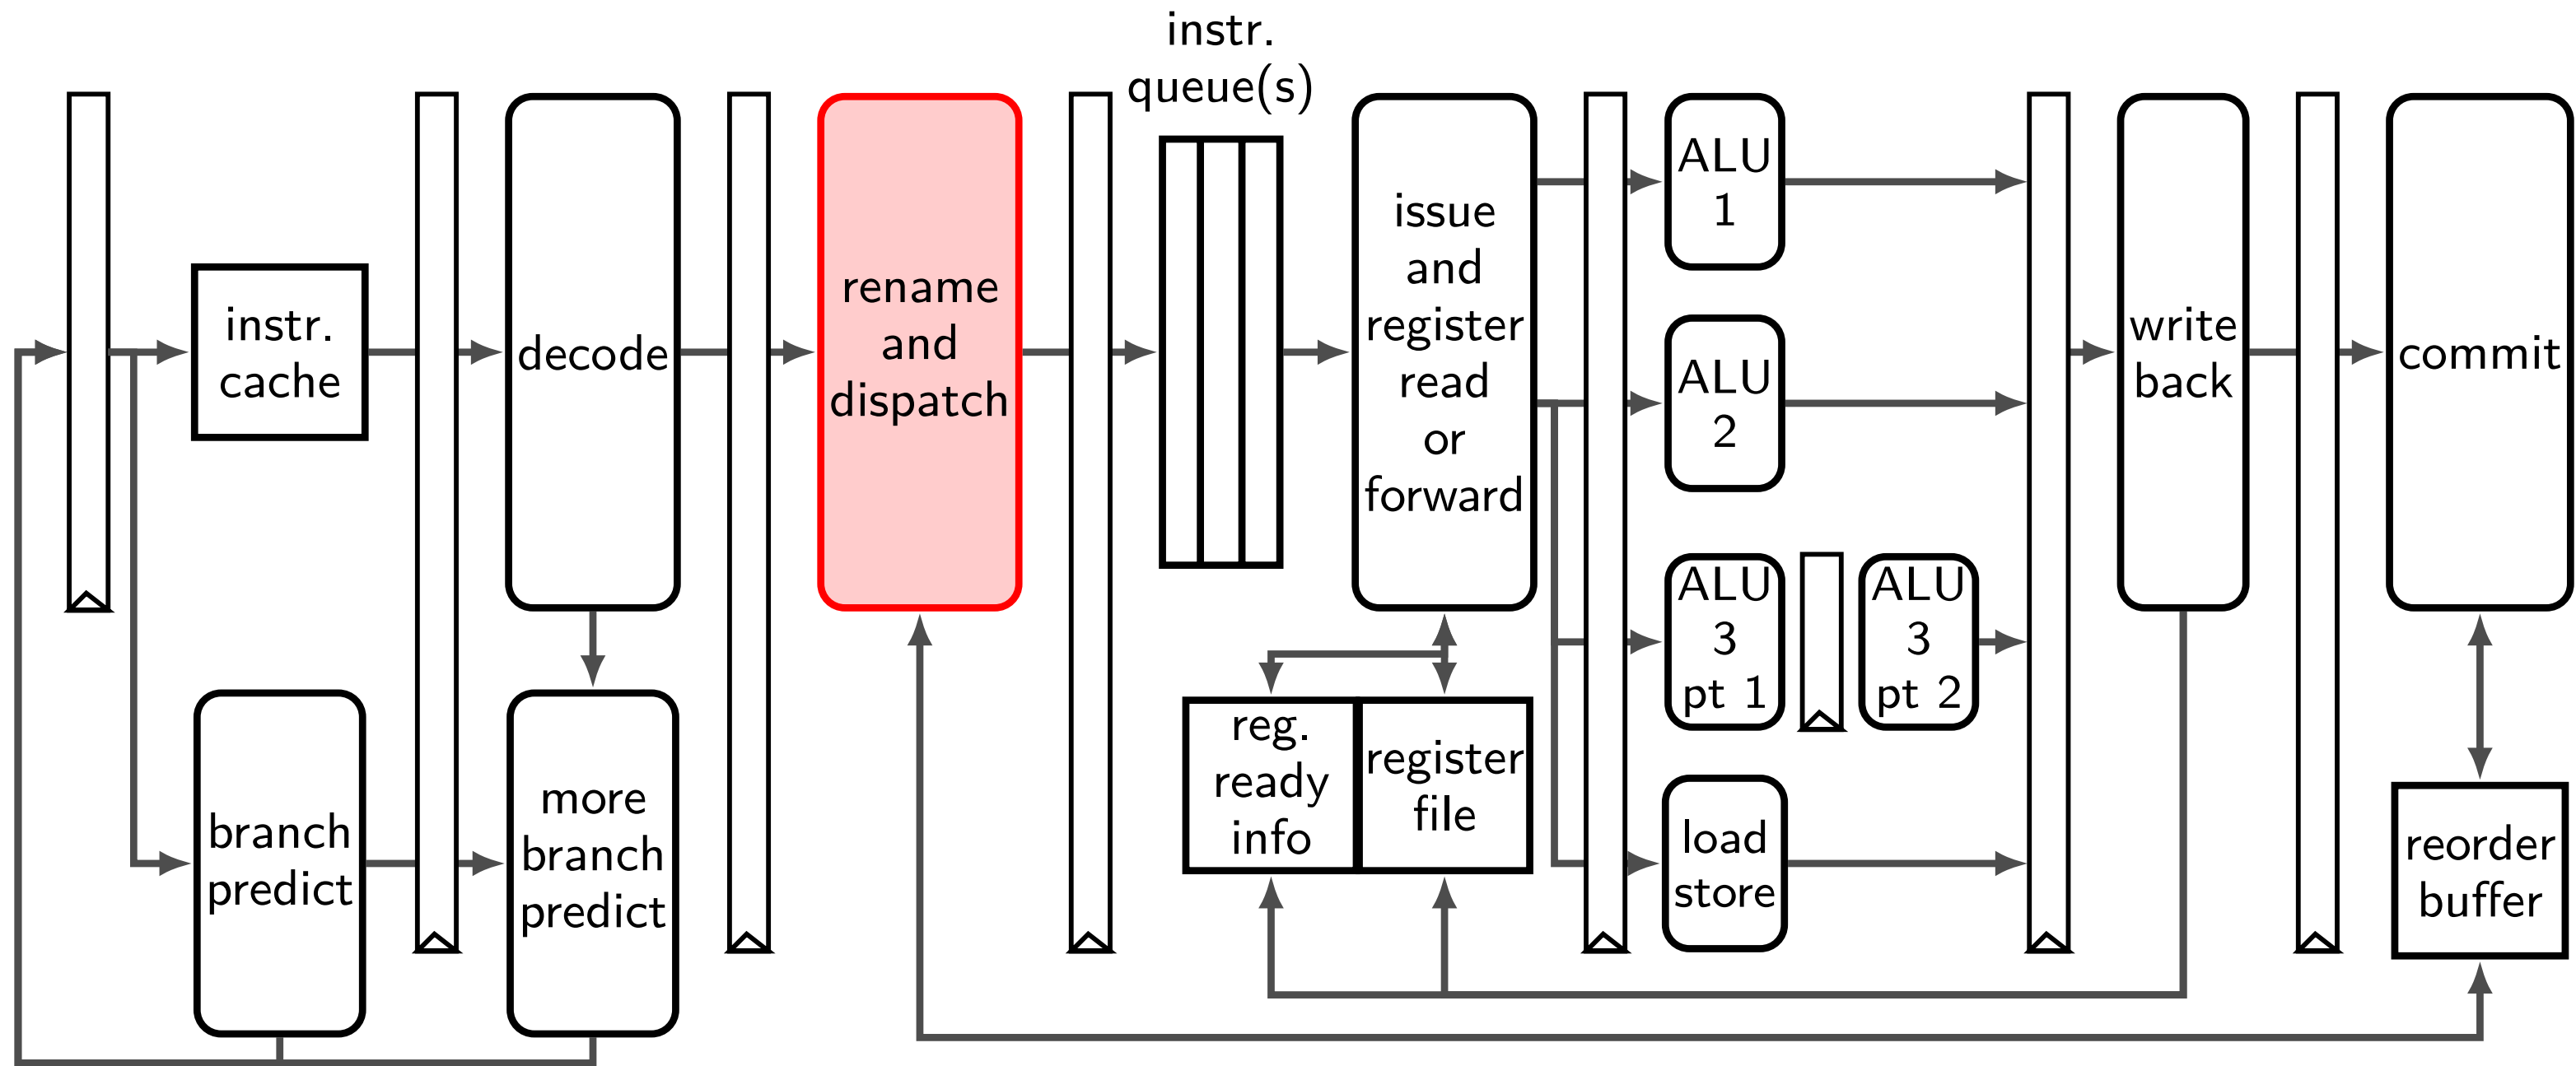 instr.
queue(s)
instr.
cache
decode
rename
and
dispatch
issue
and
register
read
or
forward
ALU
1
ALU
2
ALU
3
pt 1
ALU
3
pt 2
load
store
write
back
commit
branch
predict
more
branch
predict
reg.
ready
info
register
file
reorder
buffer